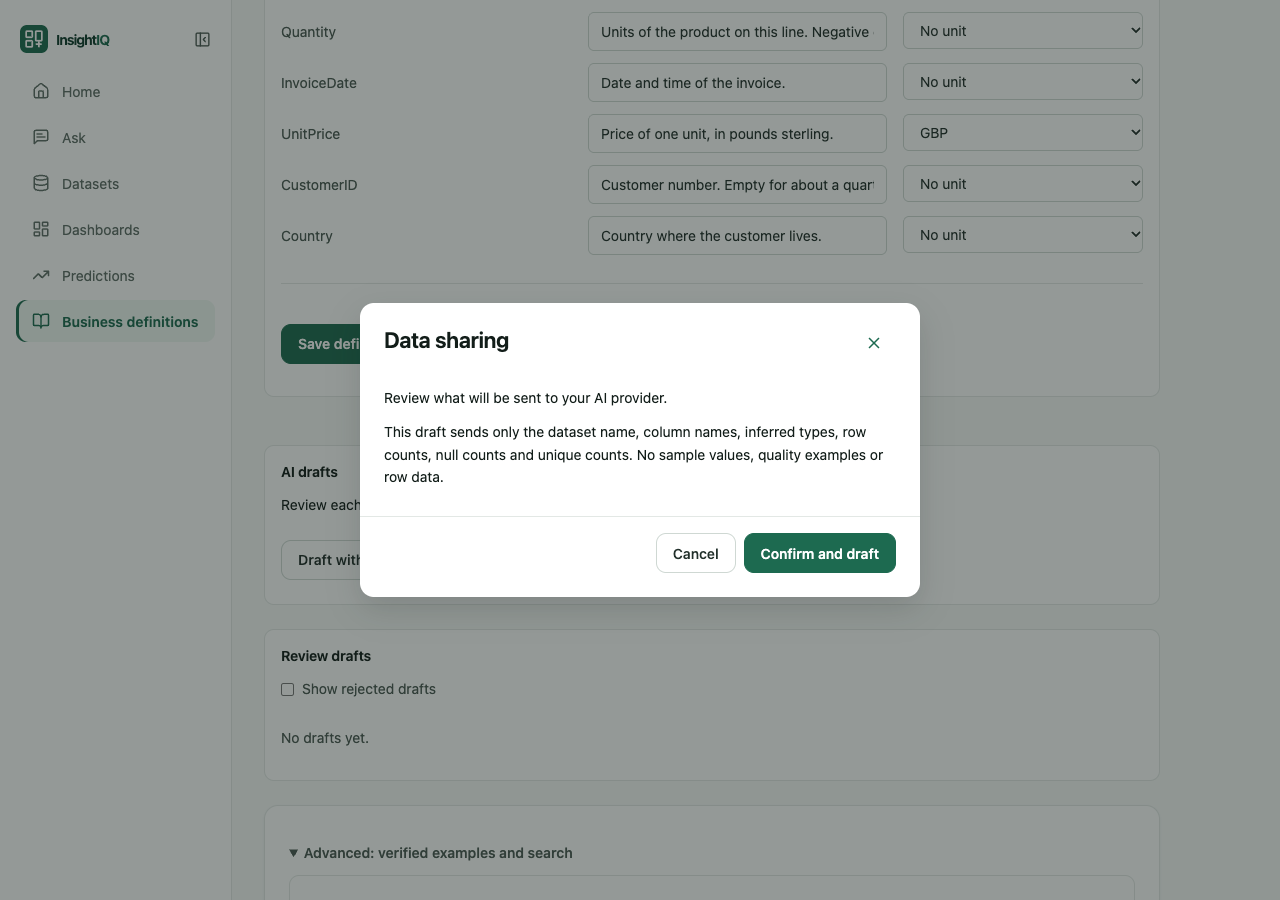 InsightIQ
Home
Ask
Datasets
Dashboards
Predictions
Business definitions
Quantity
Units of the product on this line. Negative
No unit
InvoiceDate
Date and time of the invoice.
No unit
UnitPrice
Price of one unit, in pounds sterling.
GBP
CustomerID
Customer number. Empty for about a quar
No unit
Country
Country where the customer lives.
No unit
Save defi
Data sharing
Review what will be sent to your AI provider.
This draft sends only the dataset name, column names, inferred types, row
counts, null counts and unique counts. No sample values, quality examples or
row data.
Cancel
Confirm and draft
AI drafts
Review each
Draft with
Review drafts
Show rejected drafts
No drafts yet.
Advanced: verified examples and search